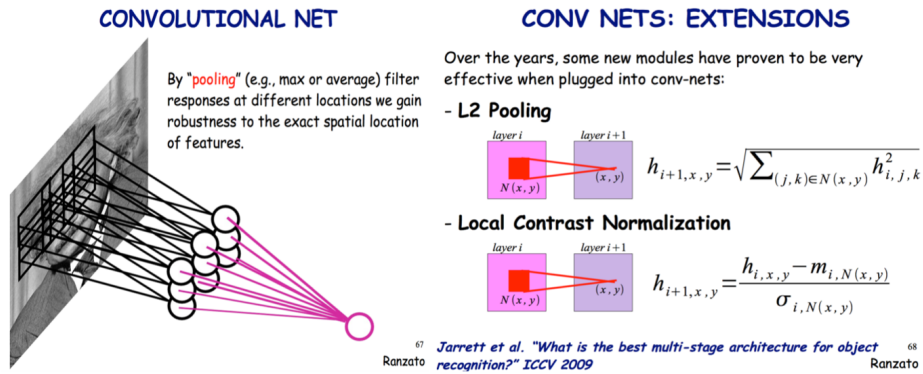 CONVOLUTIONAL NET
By "pooling" (e.g., max or average) filter
responses at different locations we gain
robustness to the exact spatial location
of features.
67
Ranzato
CONV NETS: EXTENSIONS
Over the years, some new modules have proven to be very
effective when plugged into conv-nets:
- L2 Pooling
layer i
layer i+1
N(x, y)
(x, y)
h_{i+1,x,y}=√∑_{(j,k)∈N(x,y)} h²_{i,j,k}
- Local Contrast Normalization
layer i
layer i+1
N(x, y)
(x, y)
h_{i+1,x,y}=(h_{i,x,y}−m_{i,N(x,y)})/σ_{i,N(x,y)}
Jarrett et al. "What is the best multi-stage architecture for object
recognition?" ICCV 2009
68
Ranzato